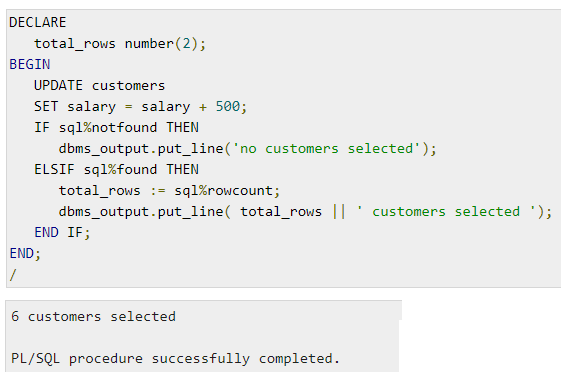 DECLARE
   total_rows number(2);
BEGIN
   UPDATE customers
   SET salary = salary + 500;
   IF sql%notfound THEN
      dbms_output.put_line('no customers selected');
   ELSIF sql%found THEN
      total_rows := sql%rowcount;
      dbms_output.put_line( total_rows || ' customers selected ');
   END IF;
END;
/
6 customers selected
PL/SQL procedure successfully completed.